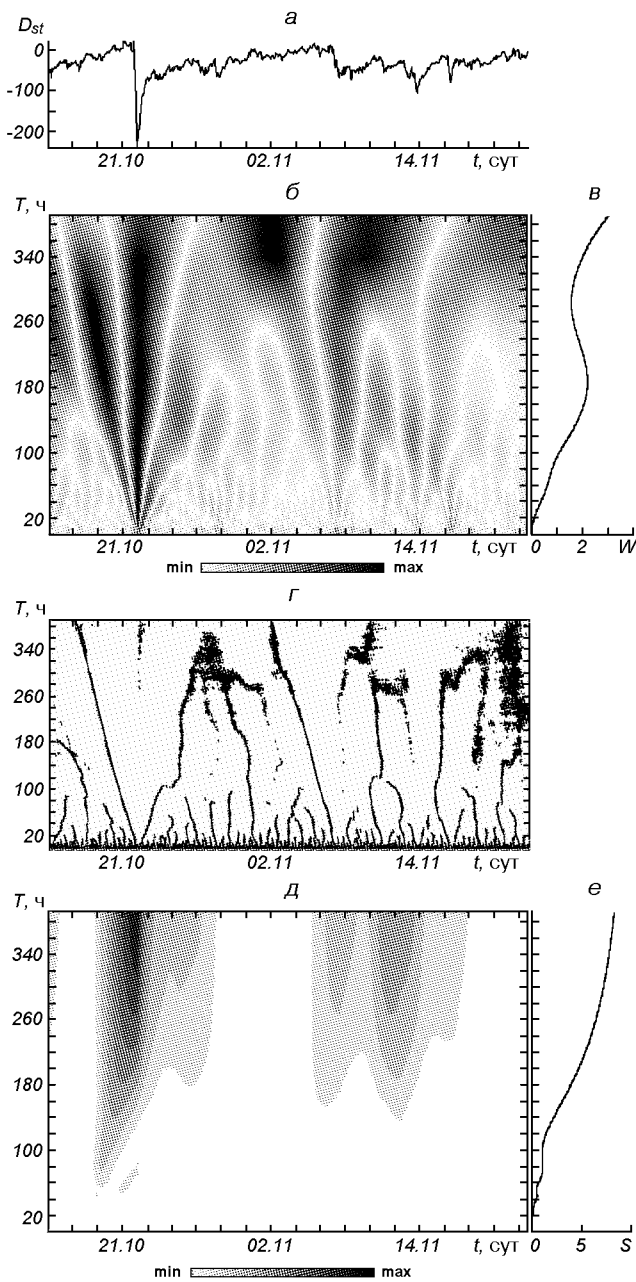 а
Dst
0
-100
-200
21.10 02.11 14.11 t, сут
б в
T, ч
340
260
180
100
20
21.10 02.11 14.11 t, сут 0 2 W
min max
г
T, ч
340
260
180
100
20
21.10 02.11 14.11 t, сут
д е
T, ч
340
260
180
100
20
21.10 02.11 14.11 t, сут 0 5 S
min max